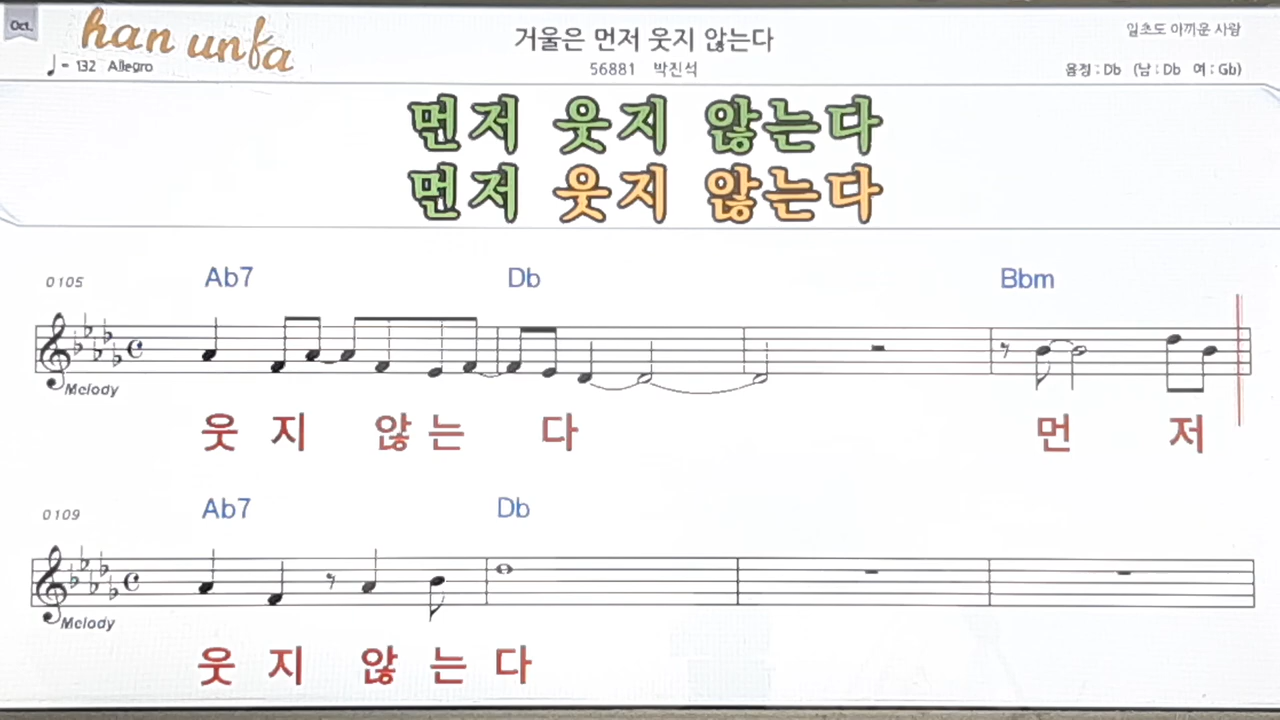 Oct.
han unfa
♩= 132 Allegro
거울은 먼저 웃지 않는다
56881 박진석
일초도 아까운 사람
음정 : Db (남 : Db 여 : Gb)
먼저 웃지 않는다
먼저 웃지 않는다
0105 Ab7 Db Bbm
Melody
웃 지 않 는 다 먼 저
0109 Ab7 Db
Melody
웃 지 않 는 다